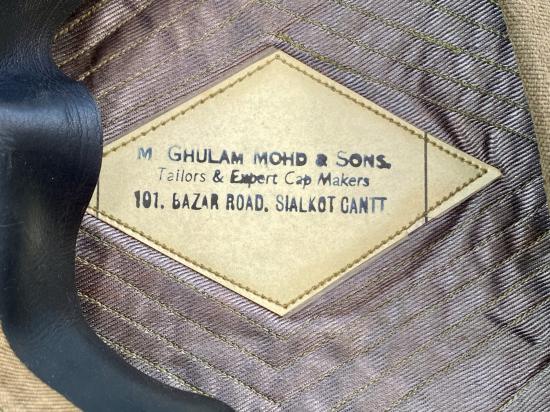 M. GHULAM MOHD & SONS.
Tailors & Expert Cap Makers
101, BAZAR ROAD, SIALKOT CANTT